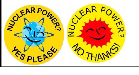 NUCLEAR POWER?
YES PLEASE
NUCLEAR POWER?
NO THANKS!